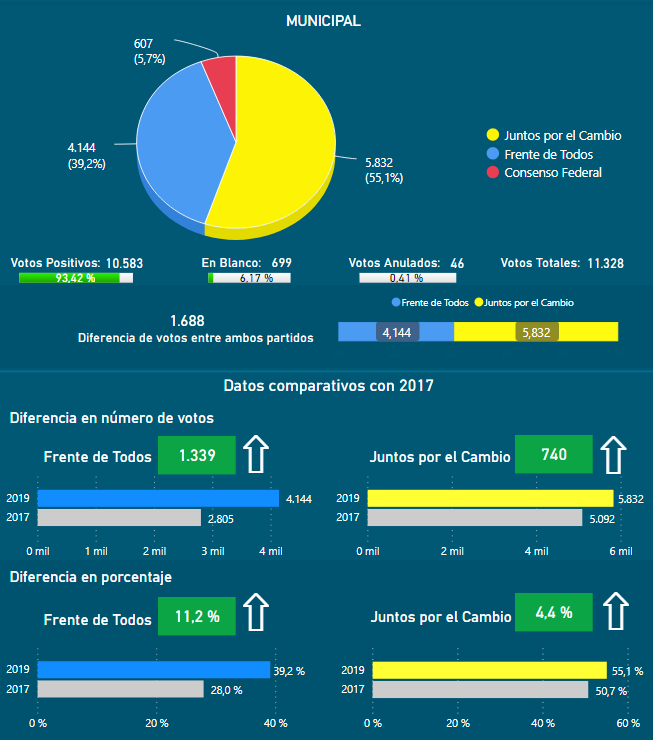 MUNICIPAL
607
(5,7%)
4.144
(39,2%)
5.832
(55,1%)
Juntos por el Cambio
Frente de Todos
Consenso Federal
Votos Positivos: 10.583
93,42 %
En Blanco: 699
6,17 %
Votos Anulados: 46
0,41 %
Votos Totales: 11.328
1.688
Diferencia de votos entre ambos partidos
Frente de Todos Juntos por el Cambio
4,144 5,832
Datos comparativos con 2017
Diferencia en número de votos
Frente de Todos 1.339
2019 4.144
2017 2.805
0 mil 1 mil 2 mil 3 mil 4 mil
Juntos por el Cambio 740
2019 5.832
2017 5.092
0 mil 2 mil 4 mil 6 mil
Diferencia en porcentaje
Frente de Todos 11,2 %
2019 39,2 %
2017 28,0 %
0 % 20 % 40 %
Juntos por el Cambio 4,4 %
2019 55,1 %
2017 50,7 %
0 % 20 % 40 % 60 %